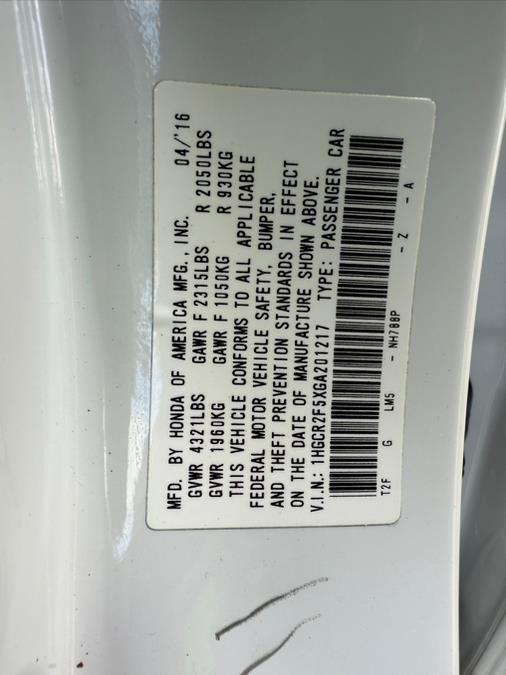 MFD. BY HONDA OF AMERICA MFG., INC. 04/'16
GVWR 4321LBS GAWR F 2315LBS R 2050LBS
GVWR 1960KG GAWR F 1050KG R 930KG
THIS VEHICLE CONFORMS TO ALL APPLICABLE
FEDERAL MOTOR VEHICLE SAFETY, BUMPER,
AND THEFT PREVENTION STANDARDS IN EFFECT
ON THE DATE OF MANUFACTURE SHOWN ABOVE.
V.I.N.: 1HGCR2F5XGA201217 TYPE: PASSENGER CAR
T2F G LM5 - NH788P - Z - A